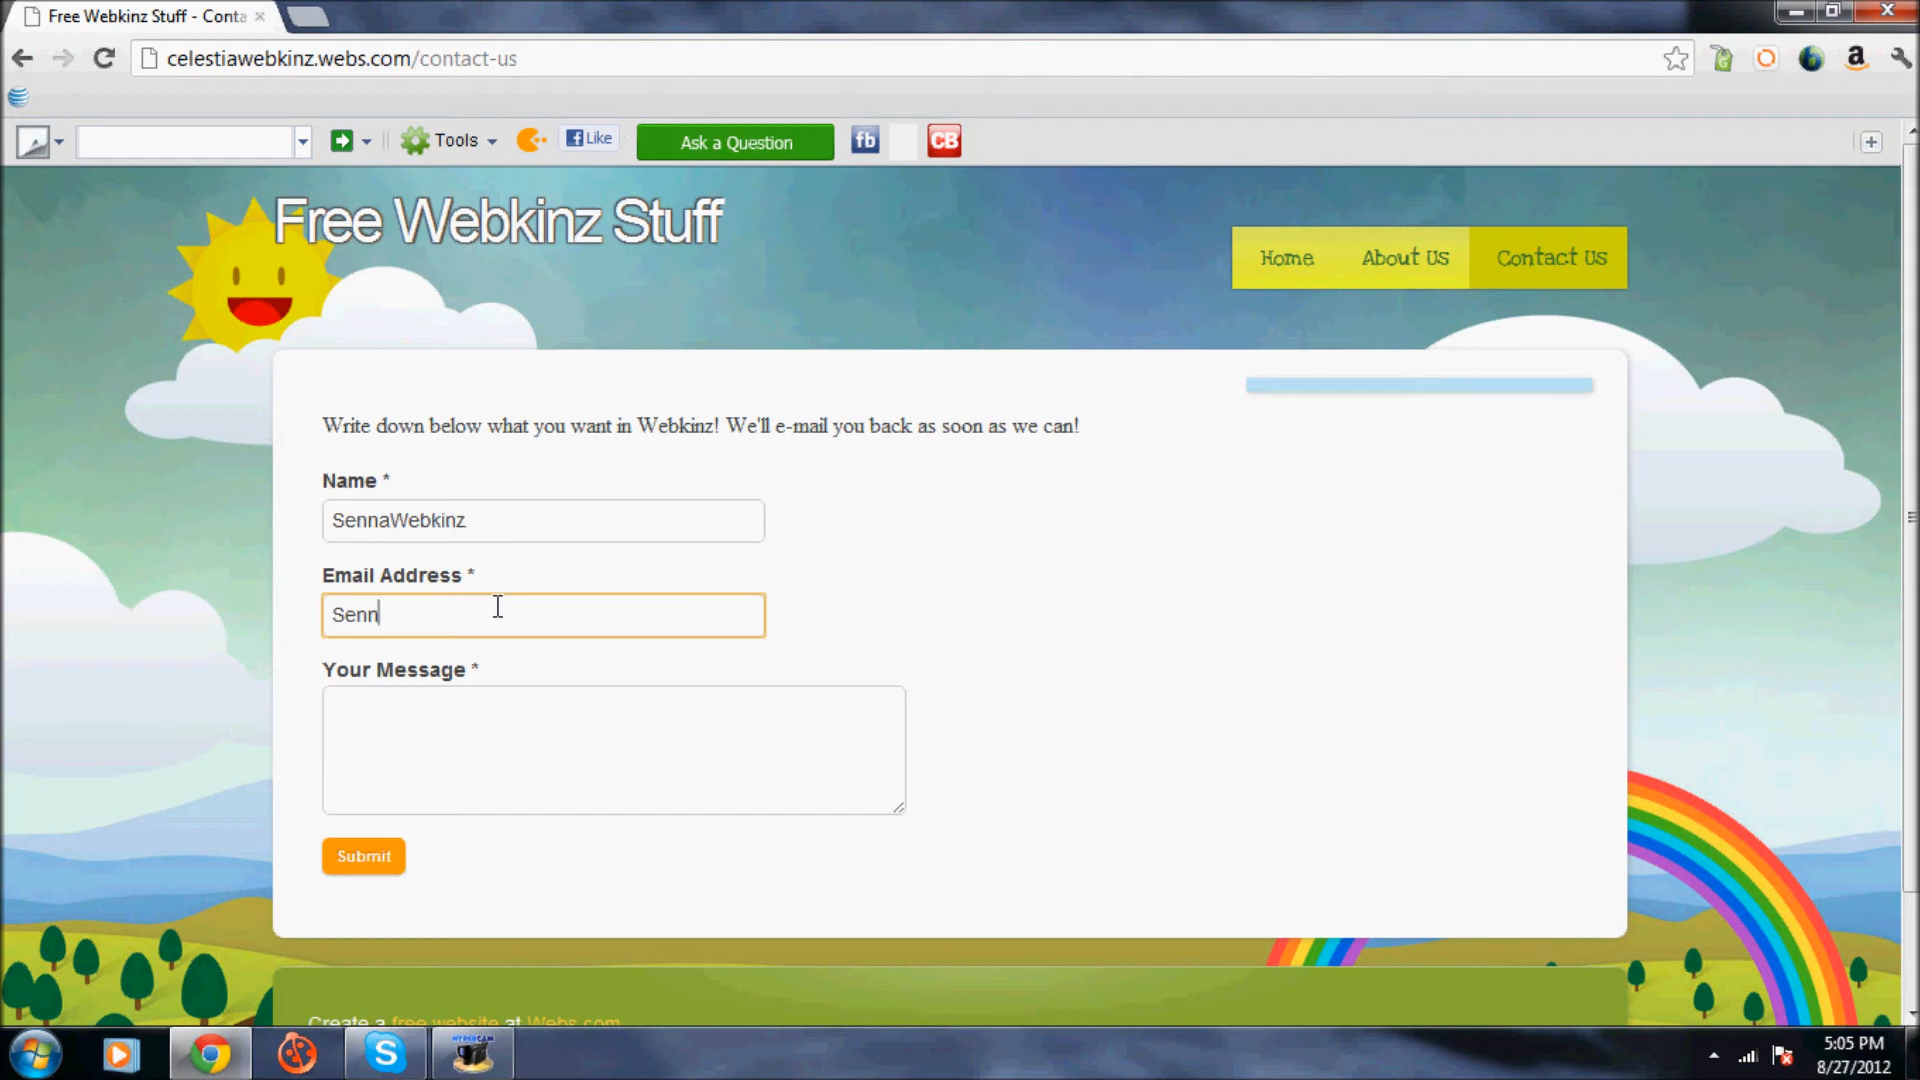 Free Webkinz Stuff - Conta
celestiawebkinz.webs.com/contact-us
Tools
Like
Ask a Question
fb
CB
Free Webkinz Stuff
Home
About Us
Contact Us
Write down below what you want in Webkinz! We'll e-mail you back as soon as we can!
Name *
SennaWebkinz
Email Address *
Senn
Your Message *
Submit
Create a free website at Webs.com
HYPERCAM
5:05 PM
8/27/2012